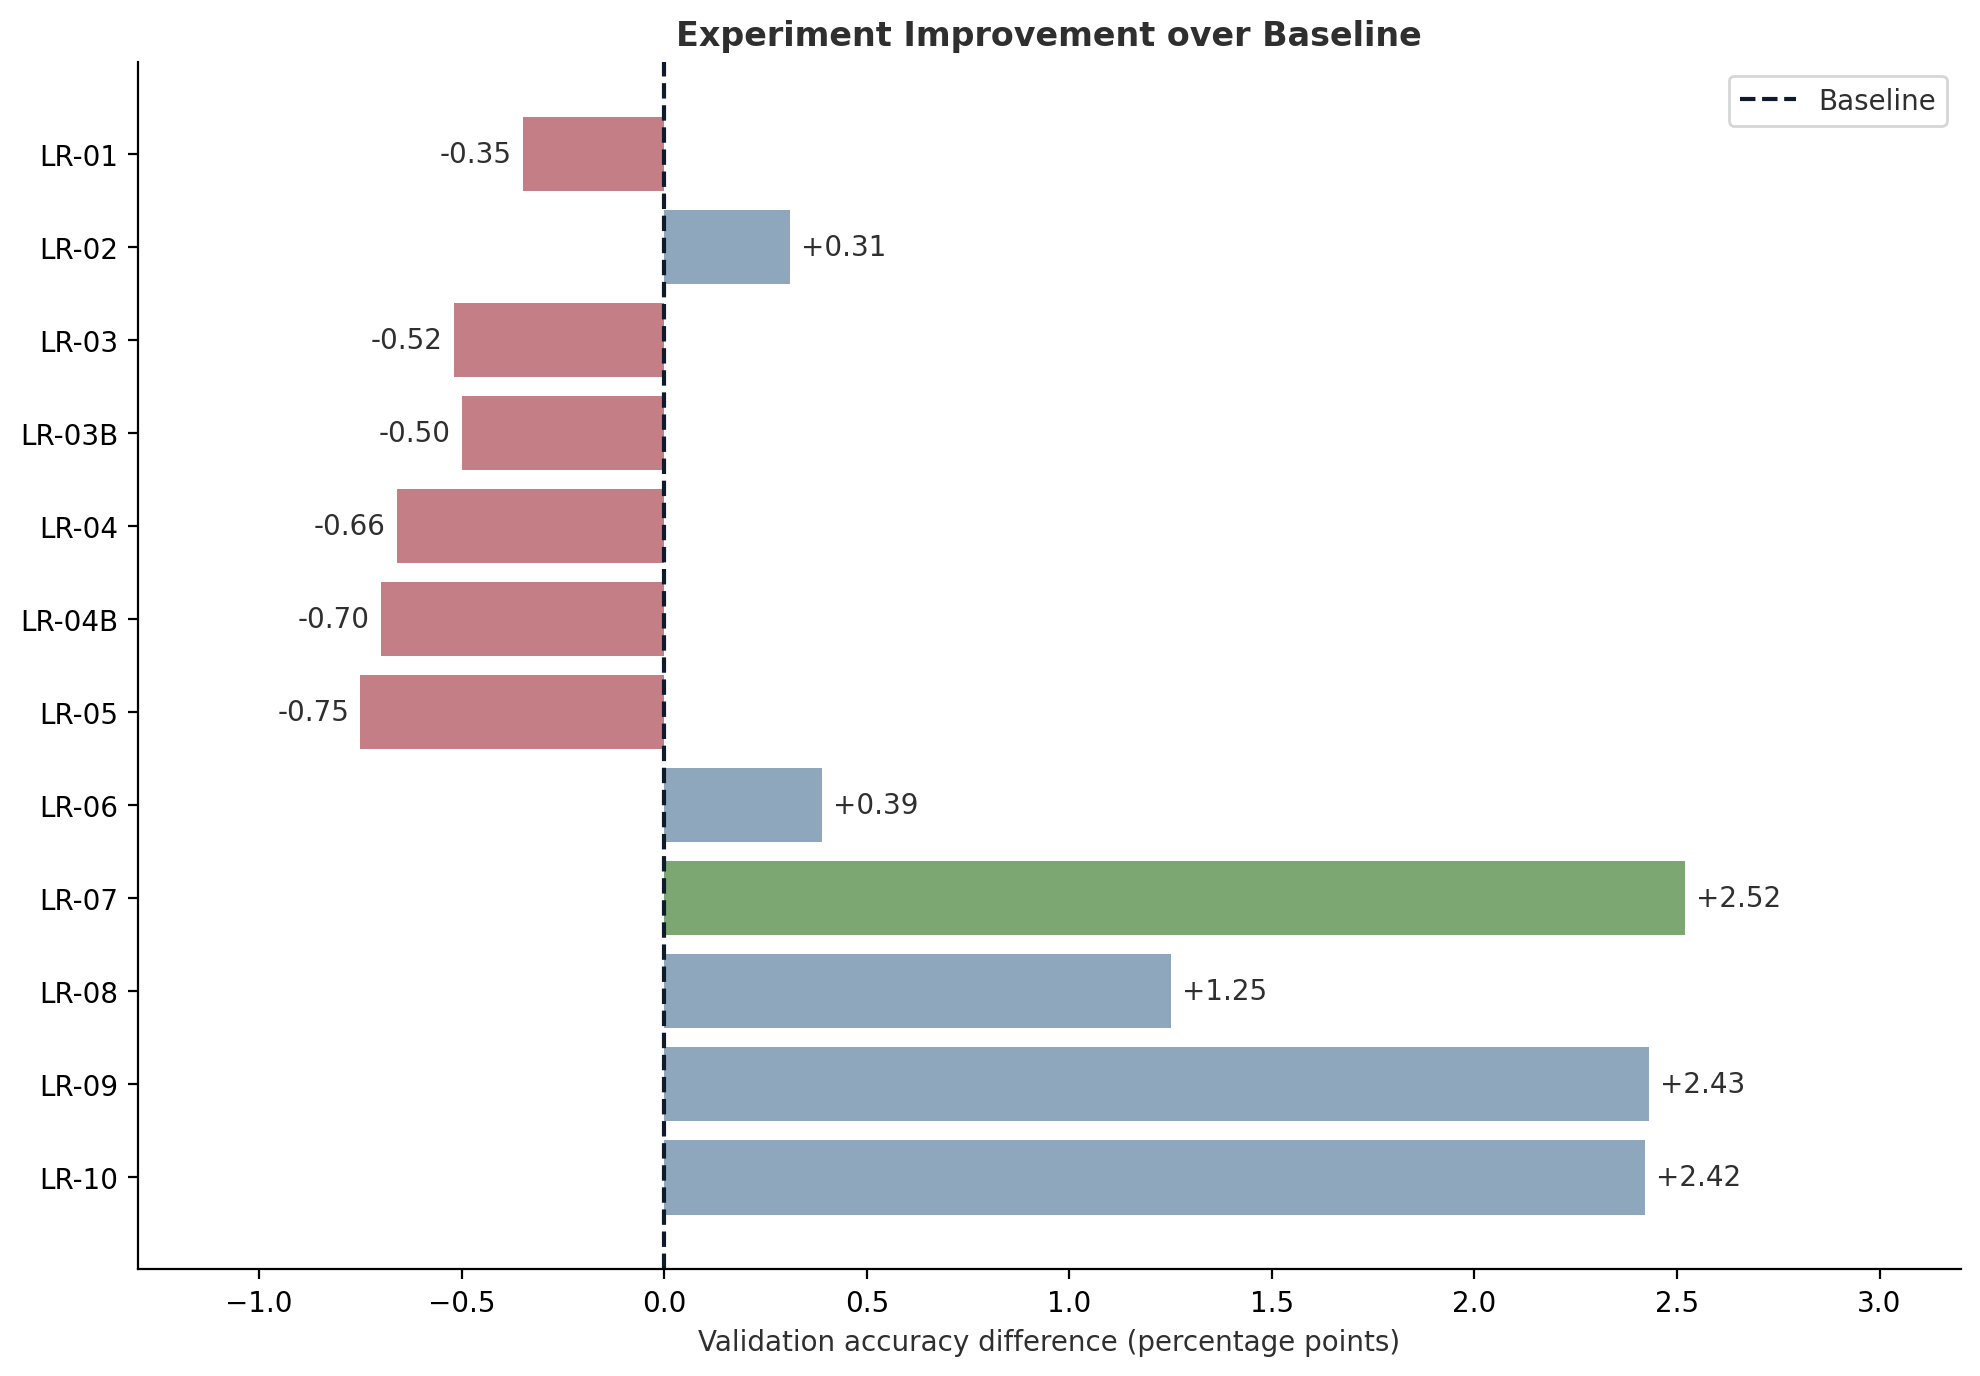 Experiment Improvement over Baseline
Baseline
LR-01 -0.35
LR-02 +0.31
LR-03 -0.52
LR-03B -0.50
LR-04 -0.66
LR-04B -0.70
LR-05 -0.75
LR-06 +0.39
LR-07 +2.52
LR-08 +1.25
LR-09 +2.43
LR-10 +2.42
−1.0 −0.5 0.0 0.5 1.0 1.5 2.0 2.5 3.0
Validation accuracy difference (percentage points)